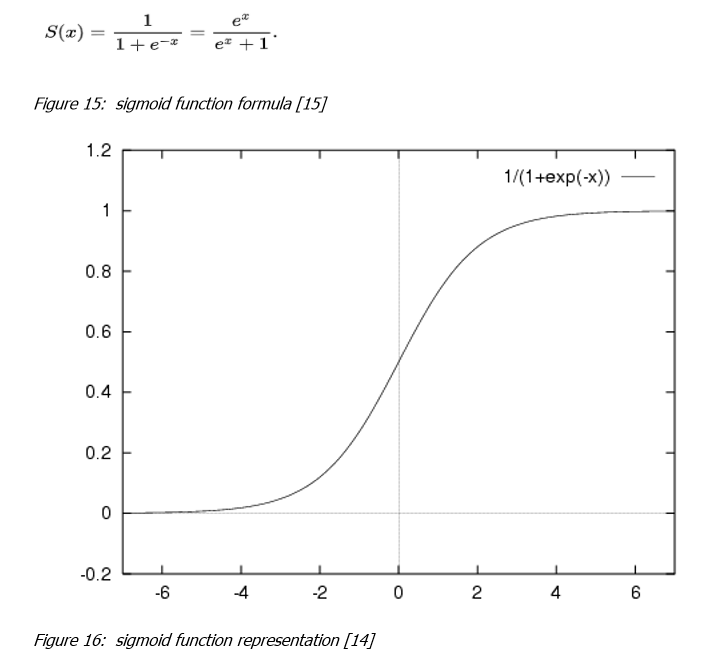 S(x) = 1 / (1 + e^{-x}) = e^x / (e^x + 1).
Figure 15: sigmoid function formula [15]
1.2
1/(1+exp(-x))
1
0.8
0.6
0.4
0.2
0
-0.2
-6 -4 -2 0 2 4 6
Figure 16: sigmoid function representation [14]